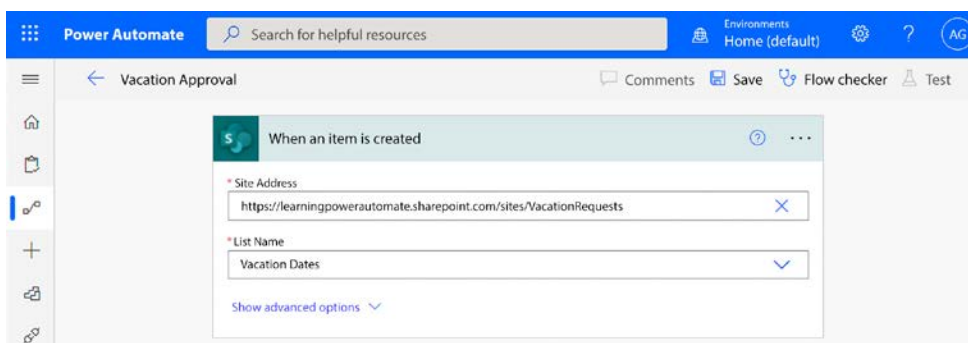 Power Automate
Search for helpful resources
Environments
Home (default)
?
AG
Vacation Approval
Comments
Save
Flow checker
Test
S
When an item is created
?
...
* Site Address
https://learningpowerautomate.sharepoint.com/sites/VacationRequests
* List Name
Vacation Dates
Show advanced options